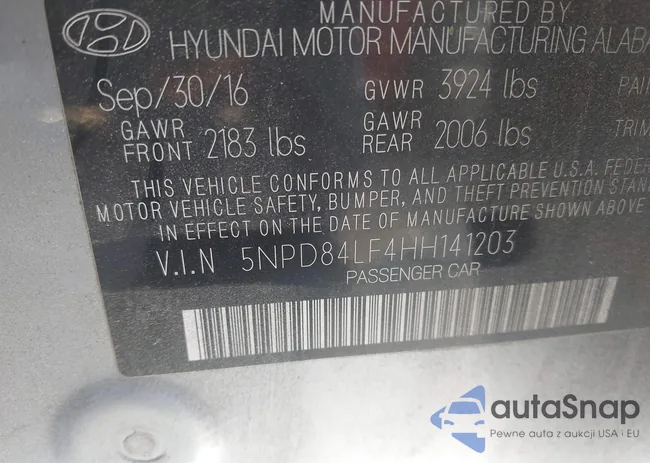 MANUFACTURED BY
HYUNDAI MOTOR MANUFACTURING ALABA
Sep/30/16 GVWR 3924 lbs PAI
GAWR FRONT 2183 lbs GAWR REAR 2006 lbs TRIM
THIS VEHICLE CONFORMS TO ALL APPLICABLE U.S.A. FEDER
MOTOR VEHICLE SAFETY, BUMPER, AND THEFT PREVENTION STAN
IN EFFECT ON THE DATE OF MANUFACTURE SHOWN ABOVE
V.I.N 5NPD84LF4HH141203
PASSENGER CAR
autaSnap
Pewne auta z aukcji USA i EU